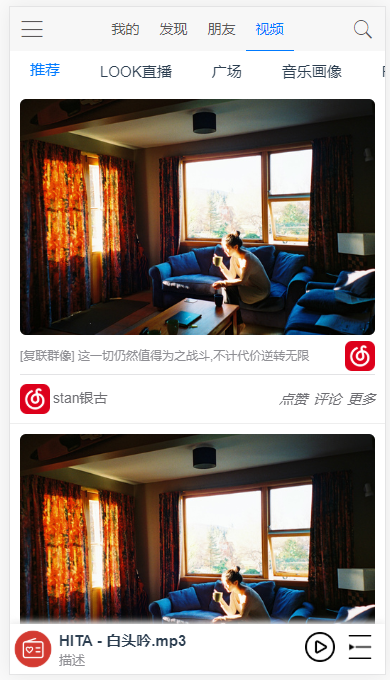 我的 发现 朋友 视频
推荐 LOOK直播 广场 音乐画像
[复联群像] 这一切仍然值得为之战斗,不计代价逆转无限
stan银古
点赞 评论 更多
HITA - 白头吟.mp3
描述